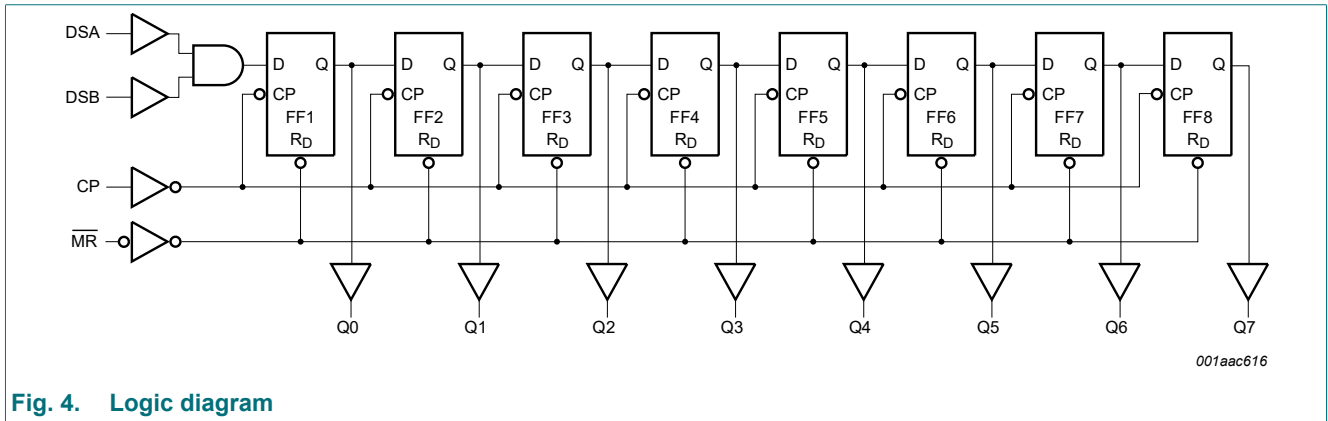 DSA
DSB
CP
M̅R̅
D Q D Q D Q D Q D Q D Q D Q D Q
CP CP CP CP CP CP CP CP
FF1 FF2 FF3 FF4 FF5 FF6 FF7 FF8
RD RD RD RD RD RD RD RD
Q0 Q1 Q2 Q3 Q4 Q5 Q6 Q7
001aac616
Fig. 4. Logic diagram